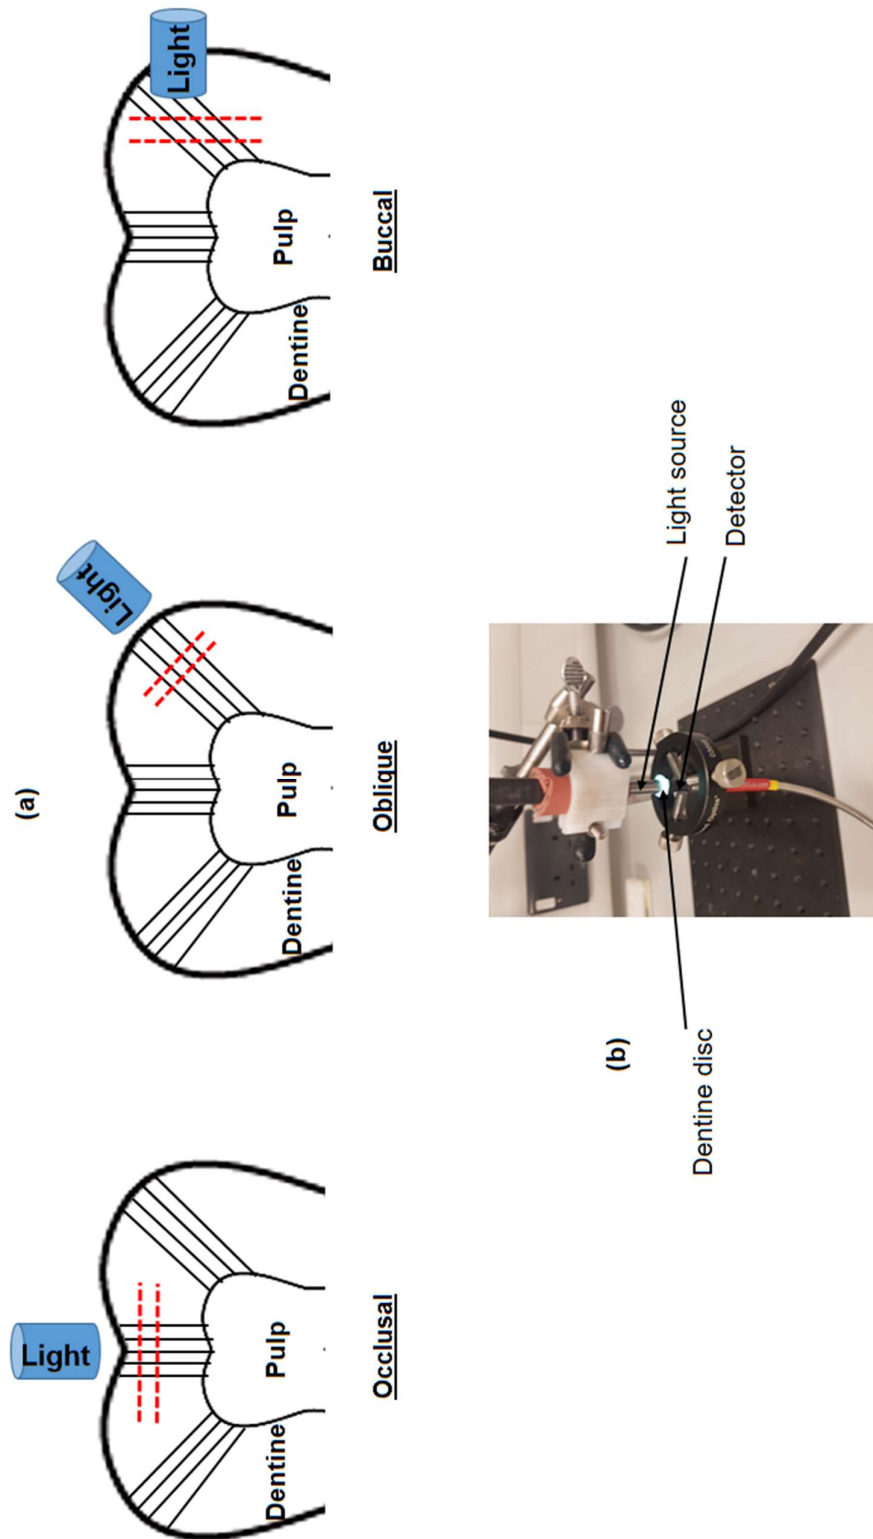 (a)
Light
Pulp
Dentine
Occlusal
Light
Pulp
Dentine
Oblique
Light
Pulp
Dentine
Buccal
(b)
Dentine disc
Light source
Detector